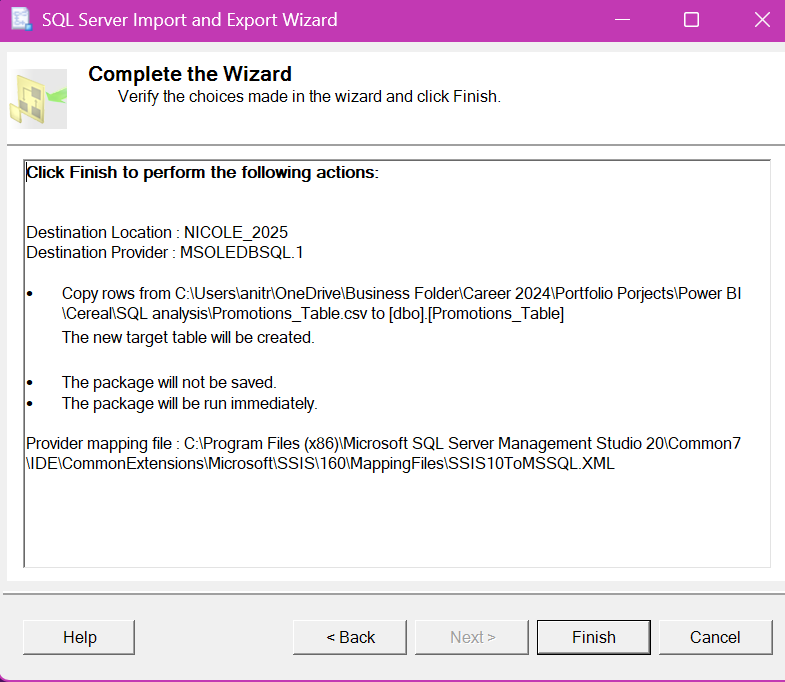 SQL Server Import and Export Wizard
Complete the Wizard
Verify the choices made in the wizard and click Finish.
Click Finish to perform the following actions:
Destination Location : NICOLE_2025
Destination Provider : MSOLEDBSQL.1
• Copy rows from C:\Users\anitr\OneDrive\Business Folder\Career 2024\Portfolio Porjects\Power BI
\Cereal\SQL analysis\Promotions_Table.csv to [dbo].[Promotions_Table]
The new target table will be created.
• The package will not be saved.
• The package will be run immediately.
Provider mapping file : C:\Program Files (x86)\Microsoft SQL Server Management Studio 20\Common7
\IDE\CommonExtensions\Microsoft\SSIS\160\MappingFiles\SSIS10ToMSSQL.XML
Help < Back Next > Finish Cancel